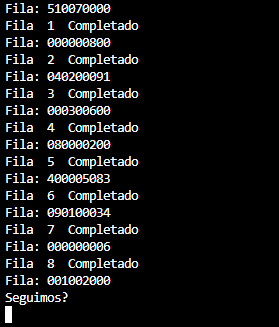 Fila: 510070000
Fila  1  Completado
Fila: 000000800
Fila  2  Completado
Fila: 040200091
Fila  3  Completado
Fila: 000300600
Fila  4  Completado
Fila: 080000200
Fila  5  Completado
Fila: 400005083
Fila  6  Completado
Fila: 090100034
Fila  7  Completado
Fila: 000000006
Fila  8  Completado
Fila: 001002000
Seguimos?